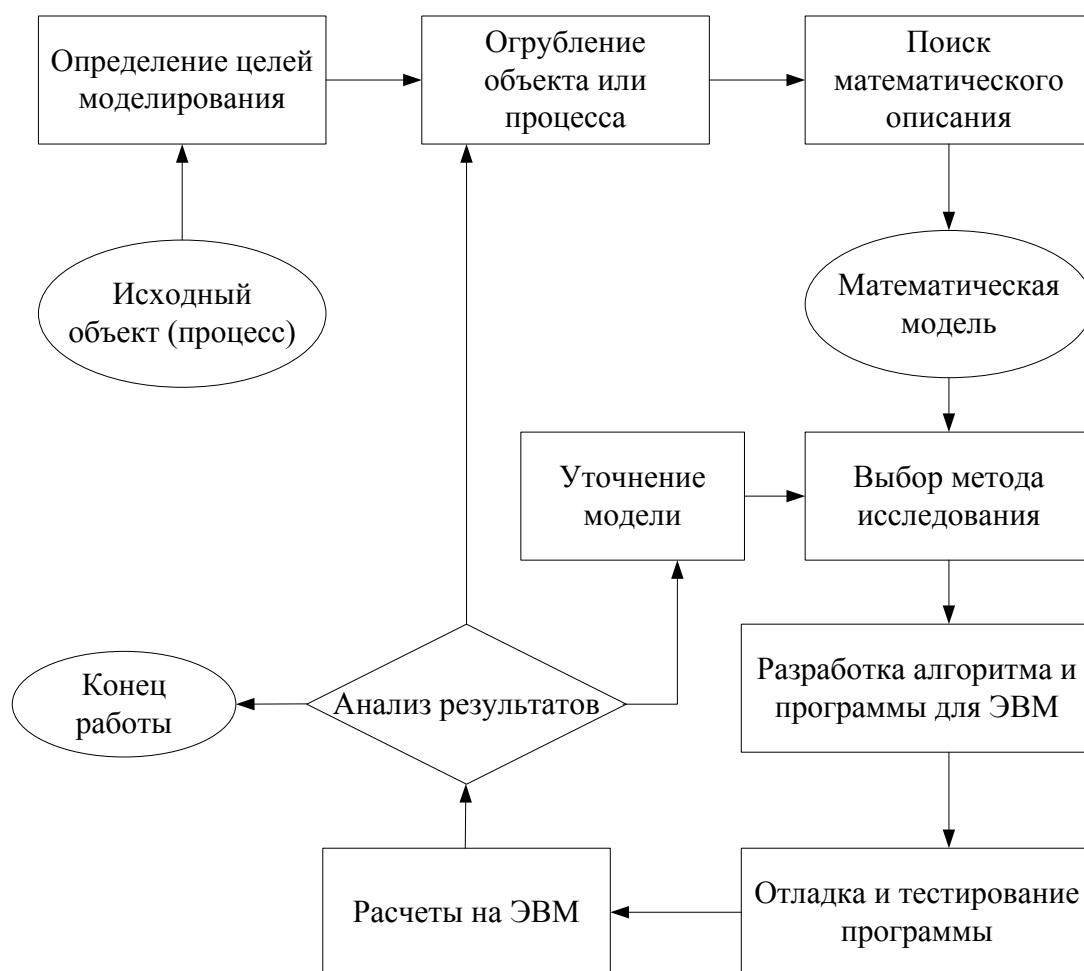 Определение целей
моделирования
Огрубление
объекта или
процесса
Поиск
математического
описания
Исходный
объект (процесс)
Математическая
модель
Уточнение
модели
Выбор метода
исследования
Конец
работы
Анализ результатов
Разработка алгоритма и
программы для ЭВМ
Расчеты на ЭВМ
Отладка и тестирование
программы